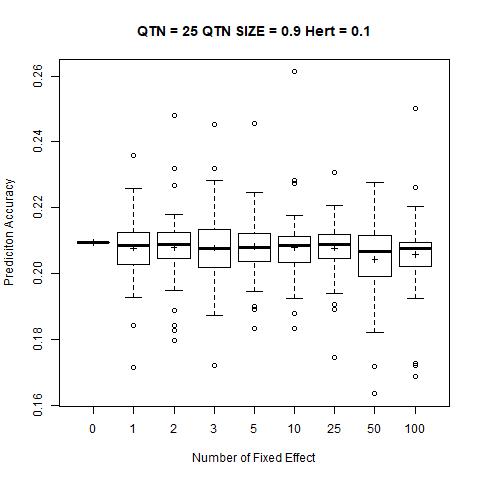 QTN = 25 QTN SIZE = 0.9 Hert = 0.1
0.26
0.24
0.22
0.20
0.18
0.16
Prediciton Accuracy
0 1 2 3 5 10 25 50 100
Number of Fixed Effect